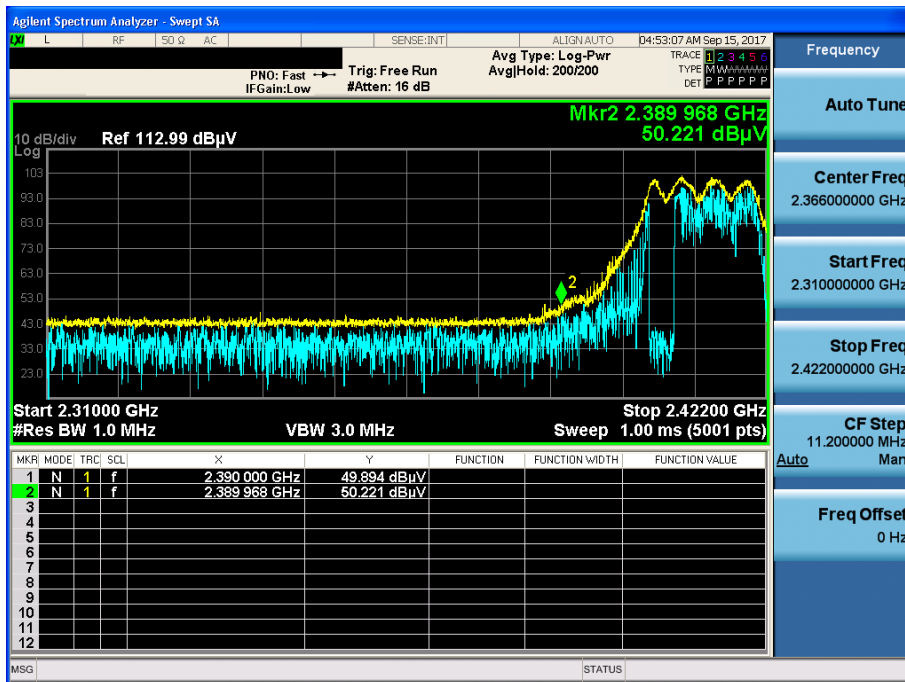 Agilent Spectrum Analyzer - Swept SA
LXI L RF 50 Ω AC SENSE:INT ALIGN AUTO 04:53:07 AM Sep 15, 2017
PNO: Fast
IFGain:Low
Trig: Free Run
#Atten: 16 dB
Avg Type: Log-Pwr
Avg|Hold: 200/200
TRACE 1 2 3 4 5 6
TYPE M WWWWW
DET P P P P P P
Frequency
Mkr2 2.389 968 GHz
50.221 dBµV
10 dB/div
Log
Ref 112.99 dBµV
103
93.0
83.0
73.0
63.0
53.0
43.0
33.0
23.0
2
Start 2.31000 GHz
Stop 2.42200 GHz
#Res BW 1.0 MHz
VBW 3.0 MHz
Sweep 1.00 ms (5001 pts)
MKR MODE TRC SCL X Y FUNCTION FUNCTION WIDTH FUNCTION VALUE
1 N 1 f 2.390 000 GHz 49.894 dBµV
2 N 1 f 2.389 968 GHz 50.221 dBµV
3
4
5
6
7
8
9
10
11
12
MSG
STATUS
Auto Tune
Center Freq
2.366000000 GHz
Start Freq
2.310000000 GHz
Stop Freq
2.422000000 GHz
CF Step
11.200000 MHz
Auto Man
Freq Offset
0 Hz